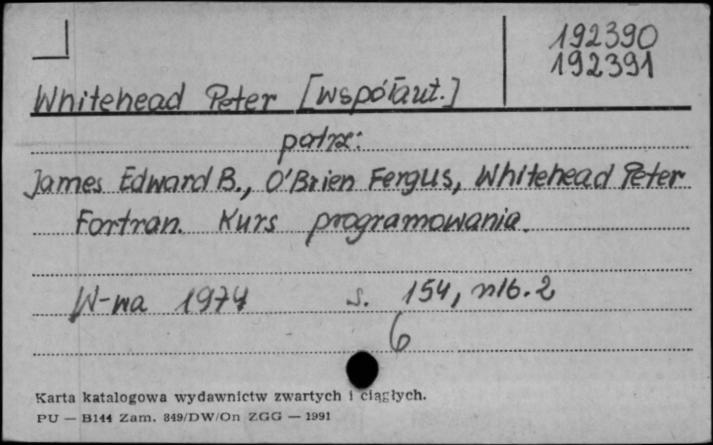 192390
192391
Whitehead Peter [współaut.]
patrz:
James Edward B., O'Brien Fergus, Whitehead Peter
Fortran. Kurs programowania.
W-wa 1974 s. 154, nlb. 2
6
Karta katalogowa wydawnictw zwartych i ciągłych.
PU — B144 Zam. 849/DW/On ZGG — 1991